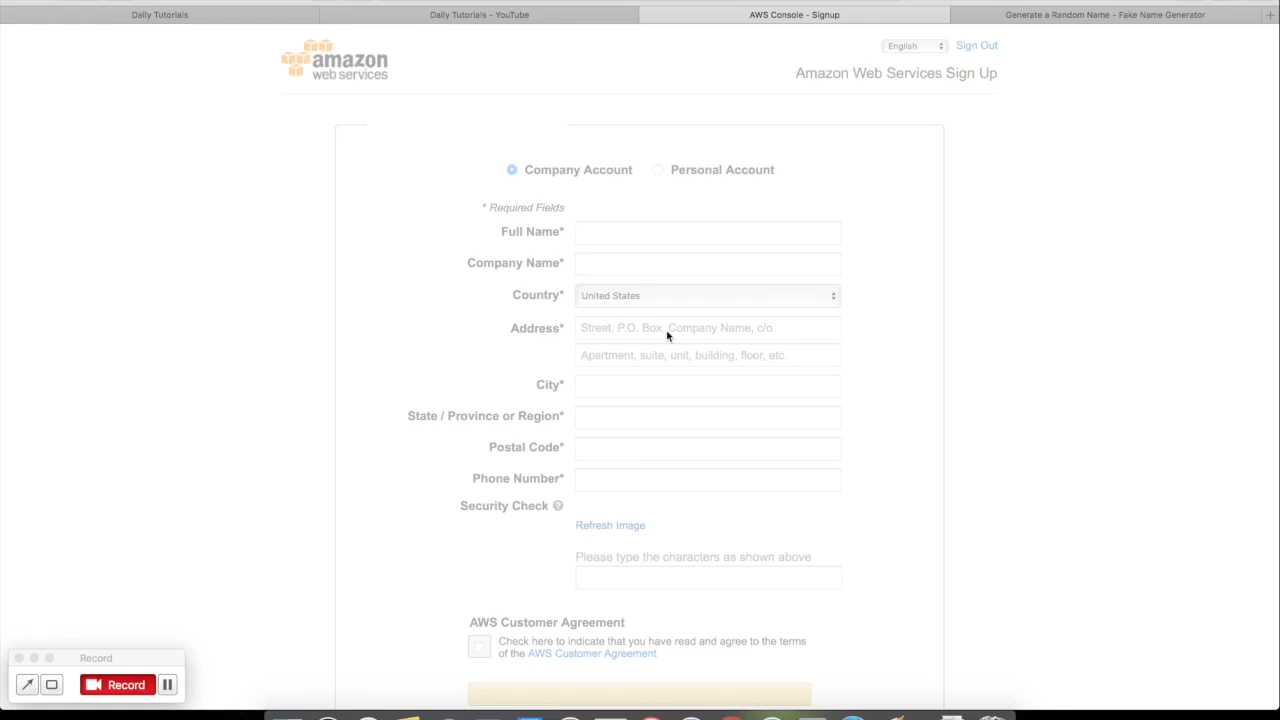 Daily Tutorials
Daily Tutorials - YouTube
AWS Console - Signup
Generate a Random Name - Fake Name Generator
amazon
web services
English
Sign Out
Amazon Web Services Sign Up
Company Account
Personal Account
* Required Fields
Full Name*
Company Name*
Country*
United States
Address*
Street, P.O. Box, Company Name, c/o
Apartment, suite, unit, building, floor, etc.
City*
State / Province or Region*
Postal Code*
Phone Number*
Security Check ?
Refresh Image
Please type the characters as shown above
AWS Customer Agreement
Check here to indicate that you have read and agree to the terms
of the AWS Customer Agreement
Record
Record